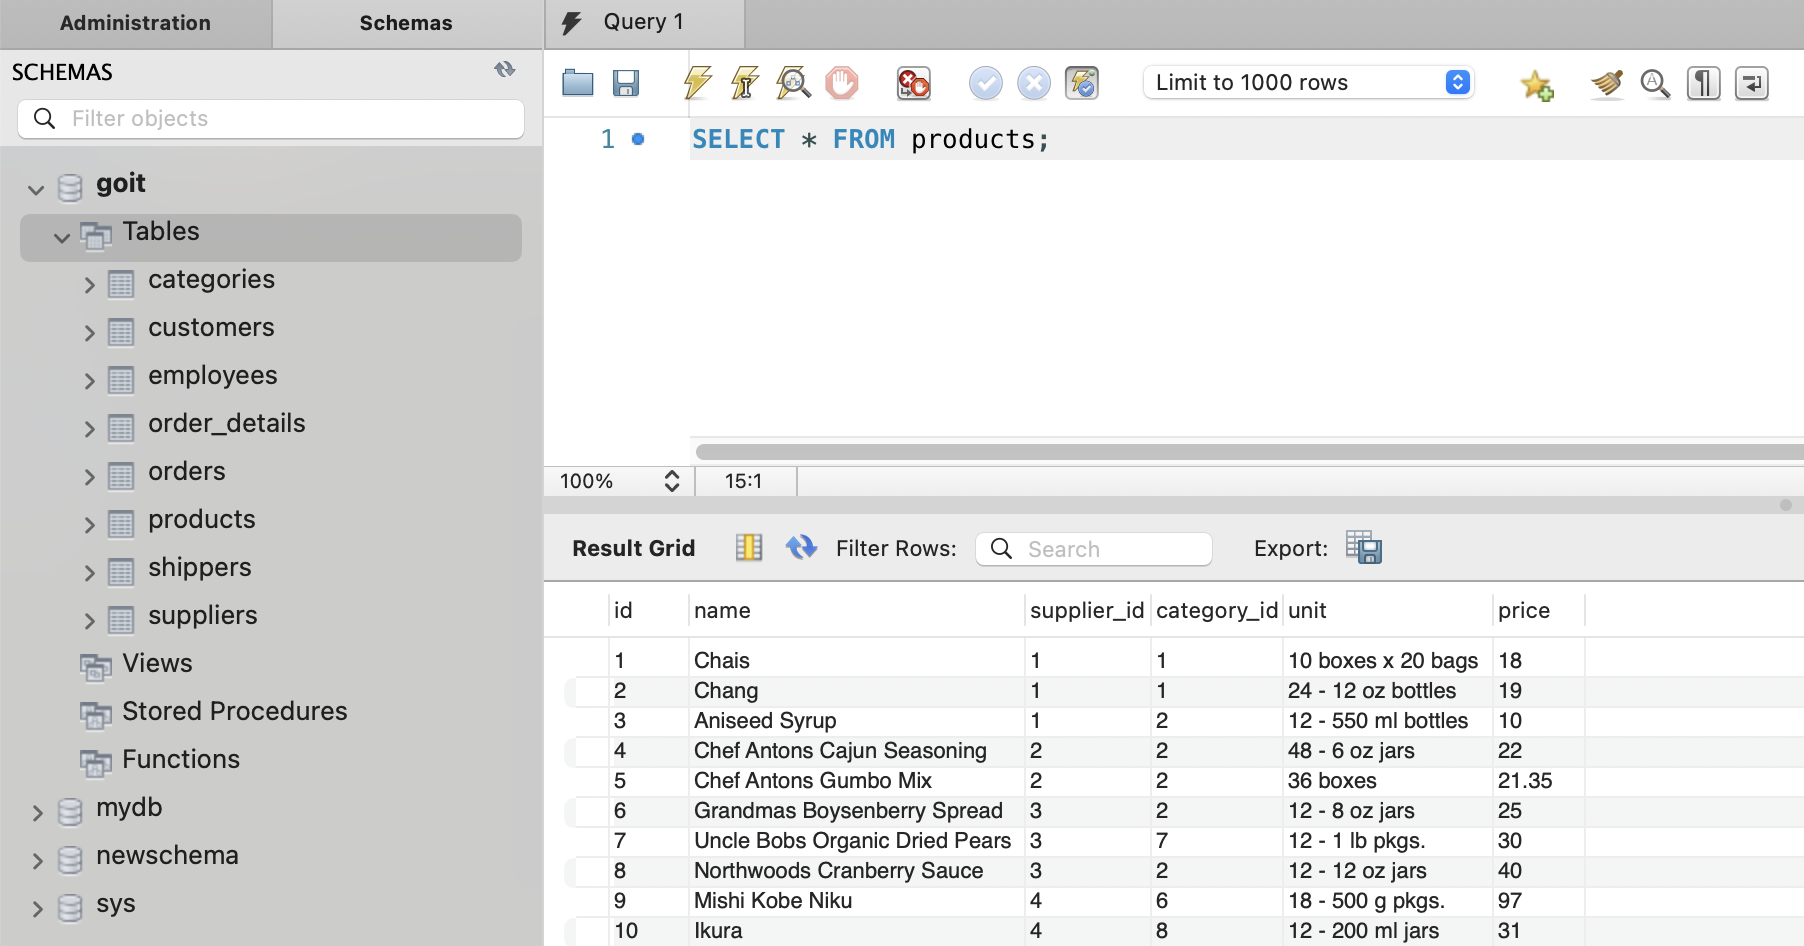 Administration
Schemas
Query 1
SCHEMAS
Filter objects
Limit to 1000 rows
1
SELECT * FROM products;
goit
Tables
categories
customers
employees
order_details
orders
products
shippers
suppliers
Views
Stored Procedures
Functions
mydb
newschema
sys
100%
15:1
Result Grid
Filter Rows:
Search
Export:
id name supplier_id category_id unit price
1 Chais 1 1 10 boxes x 20 bags 18
2 Chang 1 1 24 - 12 oz bottles 19
3 Aniseed Syrup 1 2 12 - 550 ml bottles 10
4 Chef Antons Cajun Seasoning 2 2 48 - 6 oz jars 22
5 Chef Antons Gumbo Mix 2 2 36 boxes 21.35
6 Grandmas Boysenberry Spread 3 2 12 - 8 oz jars 25
7 Uncle Bobs Organic Dried Pears 3 7 12 - 1 lb pkgs. 30
8 Northwoods Cranberry Sauce 3 2 12 - 12 oz jars 40
9 Mishi Kobe Niku 4 6 18 - 500 g pkgs. 97
10 Ikura 4 8 12 - 200 ml jars 31